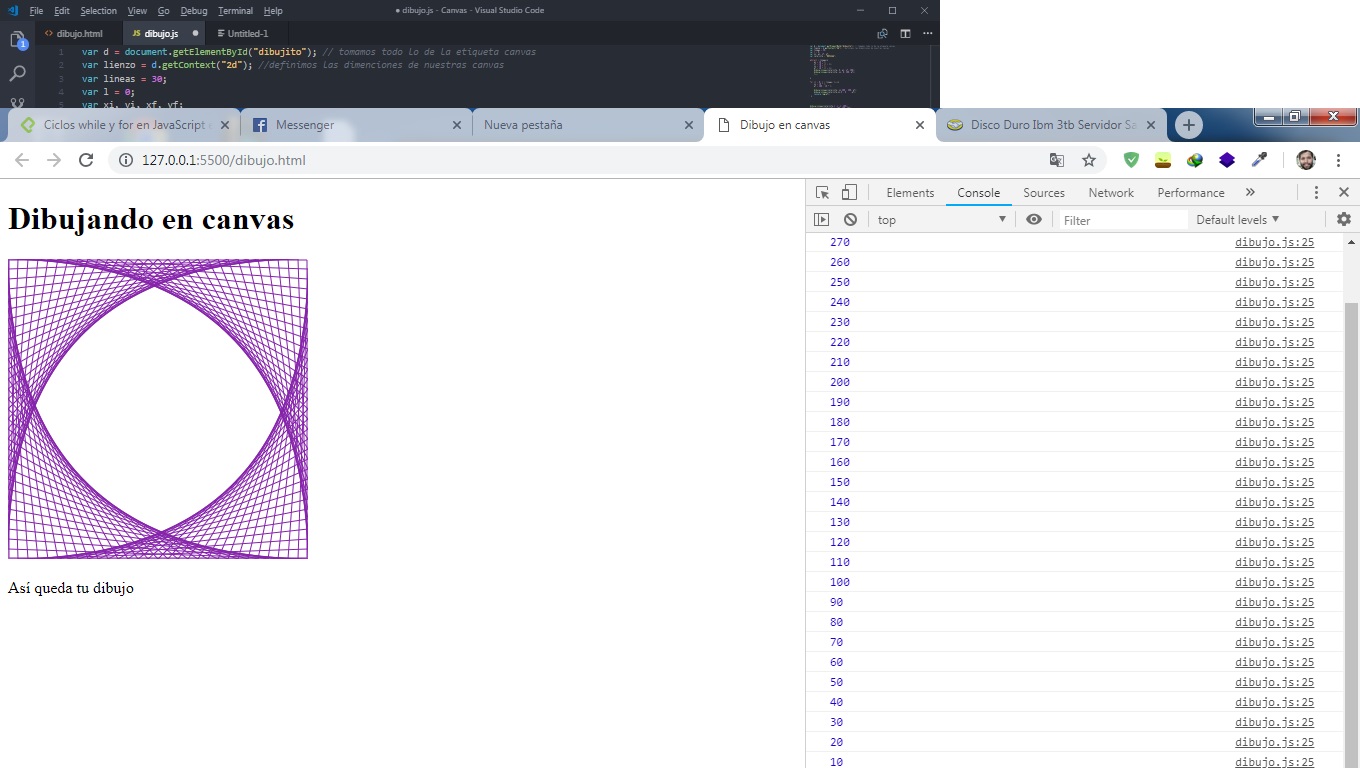 File Edit Selection View Go Debug Terminal Help
● dibujo.js - Canvas - Visual Studio Code
<> dibujo.html
JS dibujo.js ●
Untitled-1
1
1 var d = document.getElementById("dibujito"); // tomamos todo lo de la etiqueta canvas
2 var lienzo = d.getContext("2d"); //definimos las dimenciones de nuestras canvas
3 var lineas = 30;
4 var l = 0;
5 var xi, yi, xf, yf;
Ciclos while y for en JavaScript
Messenger
Nueva pestaña
Dibujo en canvas
Disco Duro Ibm 3tb Servidor Sa
127.0.0.1:5500/dibujo.html
Dibujando en canvas
Así queda tu dibujo
Elements Console Sources Network Performance »
top
Filter
Default levels ▼
270 dibujo.js:25
260 dibujo.js:25
250 dibujo.js:25
240 dibujo.js:25
230 dibujo.js:25
220 dibujo.js:25
210 dibujo.js:25
200 dibujo.js:25
190 dibujo.js:25
180 dibujo.js:25
170 dibujo.js:25
160 dibujo.js:25
150 dibujo.js:25
140 dibujo.js:25
130 dibujo.js:25
120 dibujo.js:25
110 dibujo.js:25
100 dibujo.js:25
90 dibujo.js:25
80 dibujo.js:25
70 dibujo.js:25
60 dibujo.js:25
50 dibujo.js:25
40 dibujo.js:25
30 dibujo.js:25
20 dibujo.js:25
10 dibujo.js:25